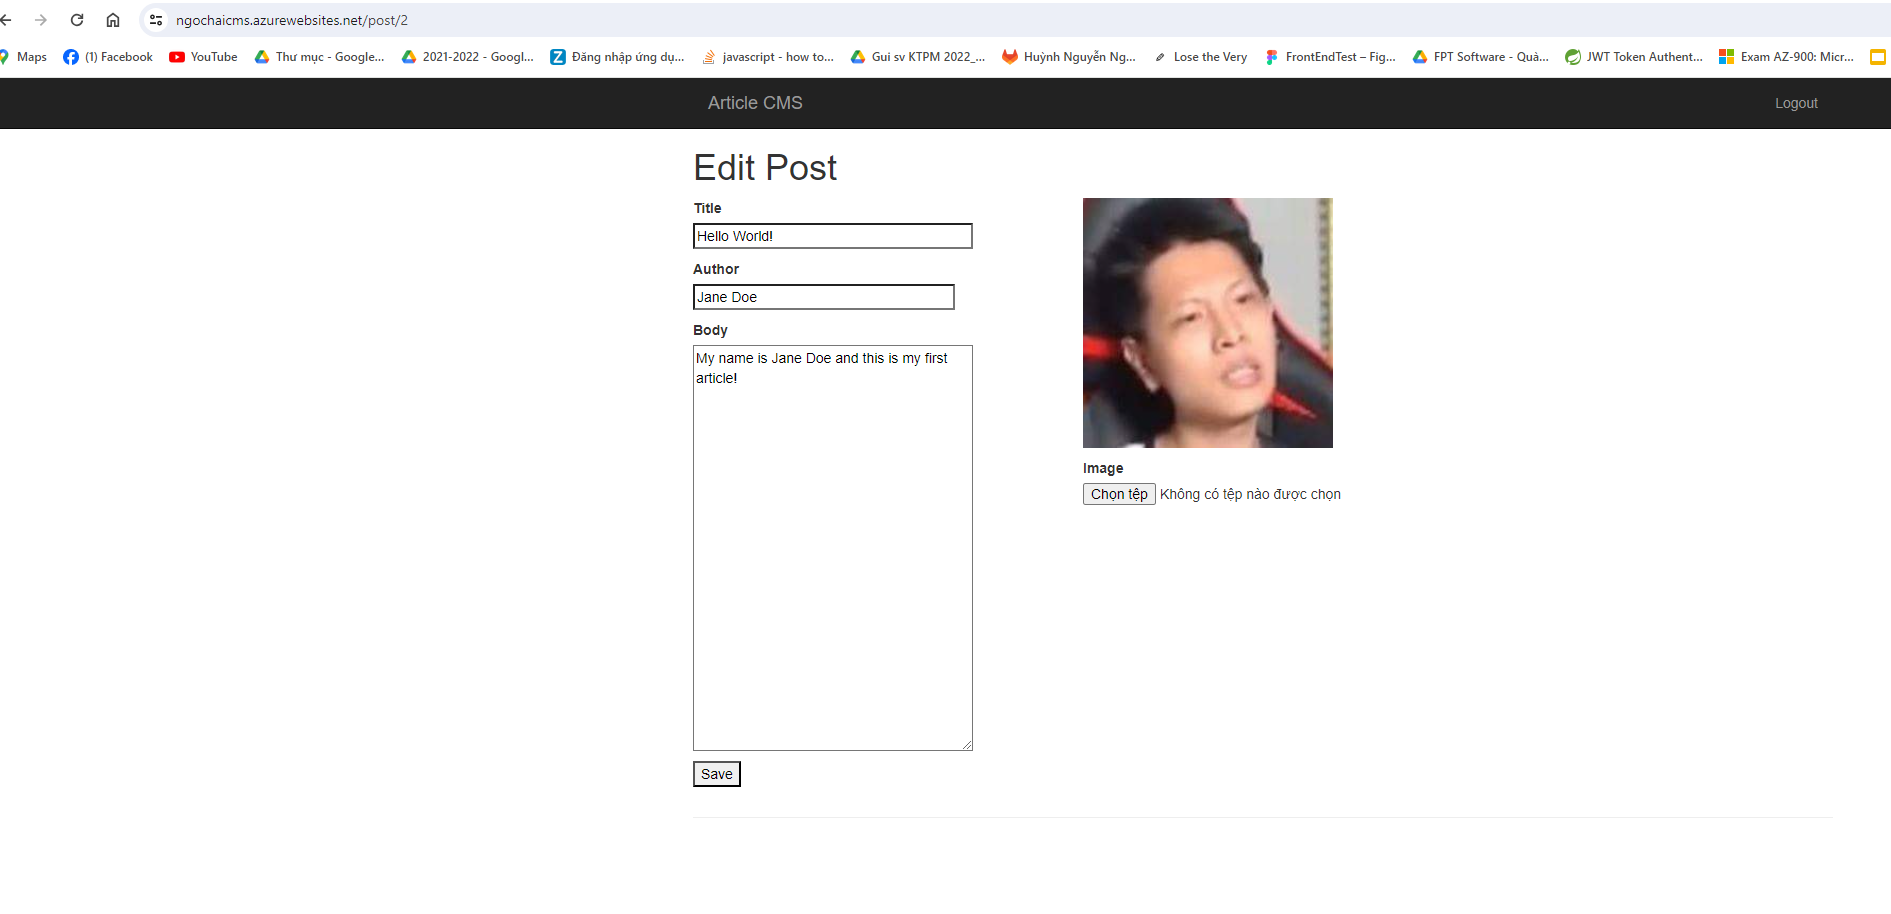 ngochaicms.azurewebsites.net/post/2
Maps (1) Facebook YouTube Thư mục - Google... 2021-2022 - Googl... Đăng nhập ứng dụ... javascript - how to... Gui sv KTPM 2022_... Huỳnh Nguyễn Ng... Lose the Very FrontEndTest – Fig... FPT Software - Quà... JWT Token Authent... Exam AZ-900: Micr...
Article CMS Logout
Edit Post
Title
Hello World!
Author
Jane Doe
Body
My name is Jane Doe and this is my first
article!
Image
Chọn tệp Không có tệp nào được chọn
Save